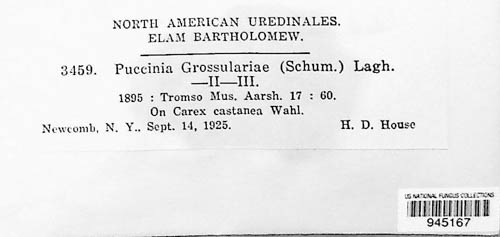 NORTH AMERICAN UREDINALES.
ELAM BARTHOLOMEW.
3459. Puccinia Grossulariae (Schum.) Lagh.
—II—III.
1895 : Tromso Mus. Aarsh. 17 : 60.
On Carex castanea Wahl.
Newcomb, N. Y.. Sept. 14, 1925. H. D. House
US NATIONAL FUNGUS COLLECTIONS
945167